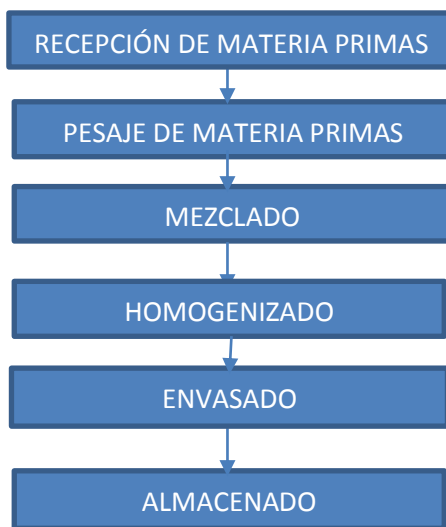 RECEPCIÓN DE MATERIA PRIMAS
PESAJE DE MATERIA PRIMAS
MEZCLADO
HOMOGENIZADO
ENVASADO
ALMACENADO